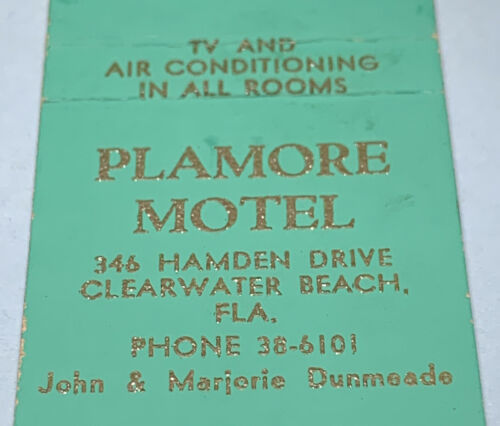 TV AND
AIR CONDITIONING
IN ALL ROOMS
PLAMORE
MOTEL
346 HAMDEN DRIVE
CLEARWATER BEACH,
FLA.
PHONE 38-6101
John & Marjorie Dunmeade